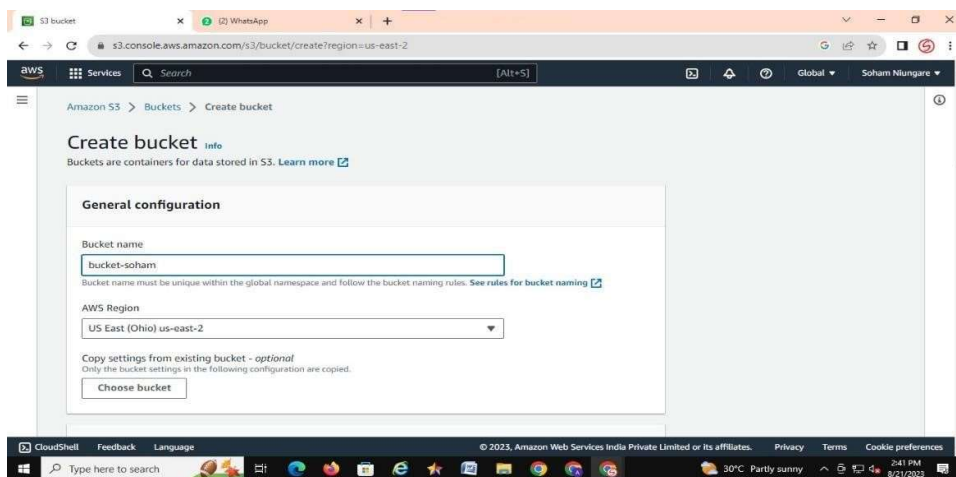 S3 bucket
(2) WhatsApp
s3.console.aws.amazon.com/s3/bucket/create?region=us-east-2
aws Services Search [Alt+S] Global Soham Niungare
Amazon S3 > Buckets > Create bucket
Create bucket Info
Buckets are containers for data stored in S3. Learn more
General configuration
Bucket name
bucket-soham
Bucket name must be unique within the global namespace and follow the bucket naming rules. See rules for bucket naming
AWS Region
US East (Ohio) us-east-2
Copy settings from existing bucket - optional
Only the bucket settings in the following configuration are copied.
Choose bucket
CloudShell Feedback Language © 2023, Amazon Web Services India Private Limited or its affiliates. Privacy Terms Cookie preferences
Type here to search 30°C Partly sunny 2:41 PM
8/21/2023